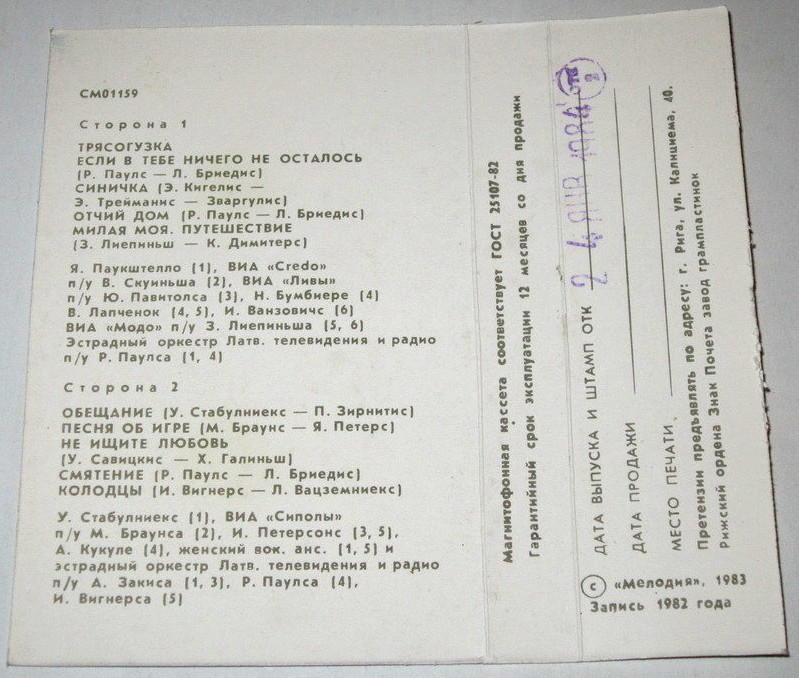 СМ01159
Сторона 1
ТРЯСОГУЗКА
ЕСЛИ В ТЕБЕ НИЧЕГО НЕ ОСТАЛОСЬ
(Р. Паулс — Л. Бриедис)
СИНИЧКА (Э. Кигелис —
Э. Трейманис — Зваргулис)
ОТЧИЙ ДОМ (Р. Паулс — Л. Бриедис)
МИЛАЯ МОЯ. ПУТЕШЕСТВИЕ
(З. Лиепиньш — К. Димитерс)
Я. Паукштелло (1), ВИА «Credo»
п/у В. Скуиньша (2), ВИА «Ливы»
п/у Ю. Павитолса (3), Н. Бумбиере (4)
В. Лапченок (4, 5), И. Ванзовичс (6)
ВИА «Модо» п/у З. Лиепиньша (5, 6)
Эстрадный оркестр Латв. телевидения и радио
п/у Р. Паулса (1, 4)
Сторона 2
ОБЕЩАНИЕ (У. Стабулниекс — П. Зирнитис)
ПЕСНЯ ОБ ИГРЕ (М. Браунс — Я. Петерс)
НЕ ИЩИТЕ ЛЮБОВЬ
(У. Савицкис — Х. Галиньш)
СМЯТЕНИЕ (Р. Паулс — Л. Бриедис)
КОЛОДЦЫ (И. Вигнерс — Л. Вацземниекс)
У. Стабулниекс (1), ВИА «Сиполы»
п/у М. Браунса (2), И. Петерсонс (3, 5),
А. Кукуле (4), женский вок. анс. (1, 5) и
эстрадный оркестр Латв. телевидения и радио
п/у А. Закиса (1, 3), Р. Паулса (4),
И. Вигнерса (5)
Магнитофонная кассета соответствует ГОСТ 25107-82
Гарантийный срок эксплуатации 12 месяцев со дня продажи
ДАТА ВЫПУСКА И ШТАМП ОТК 24 ЯНВ 1984 ОТК
ДАТА ПРОДАЖИ
МЕСТО ПЕЧАТИ
Претензии предъявлять по адресу: г. Рига, ул. Калнциема, 40.
Рижский ордена Знак Почета завод грампластинок
© «Мелодия», 1983
Запись 1982 года